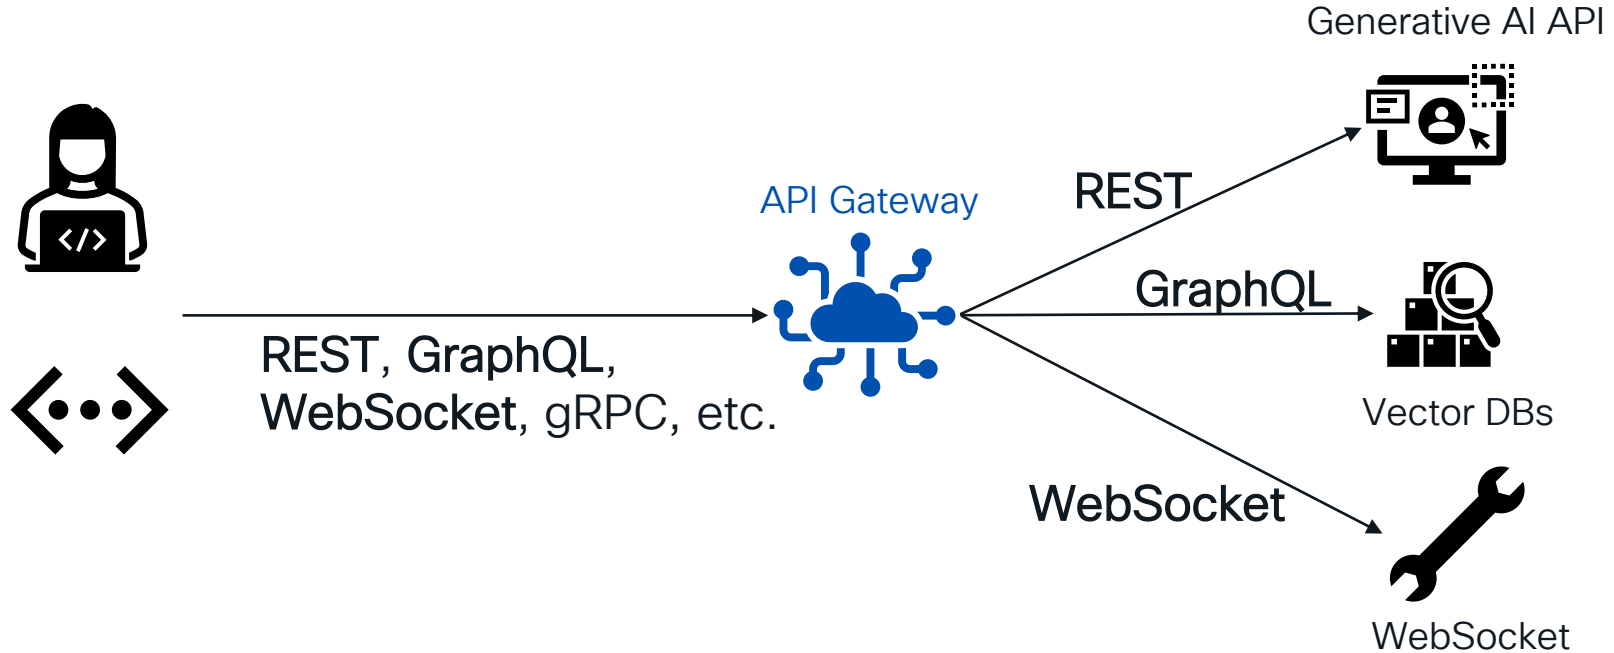 Generative AI API
API Gateway
REST
GraphQL
REST, GraphQL,
WebSocket, gRPC, etc.
</>
Vector DBs
WebSocket
WebSocket